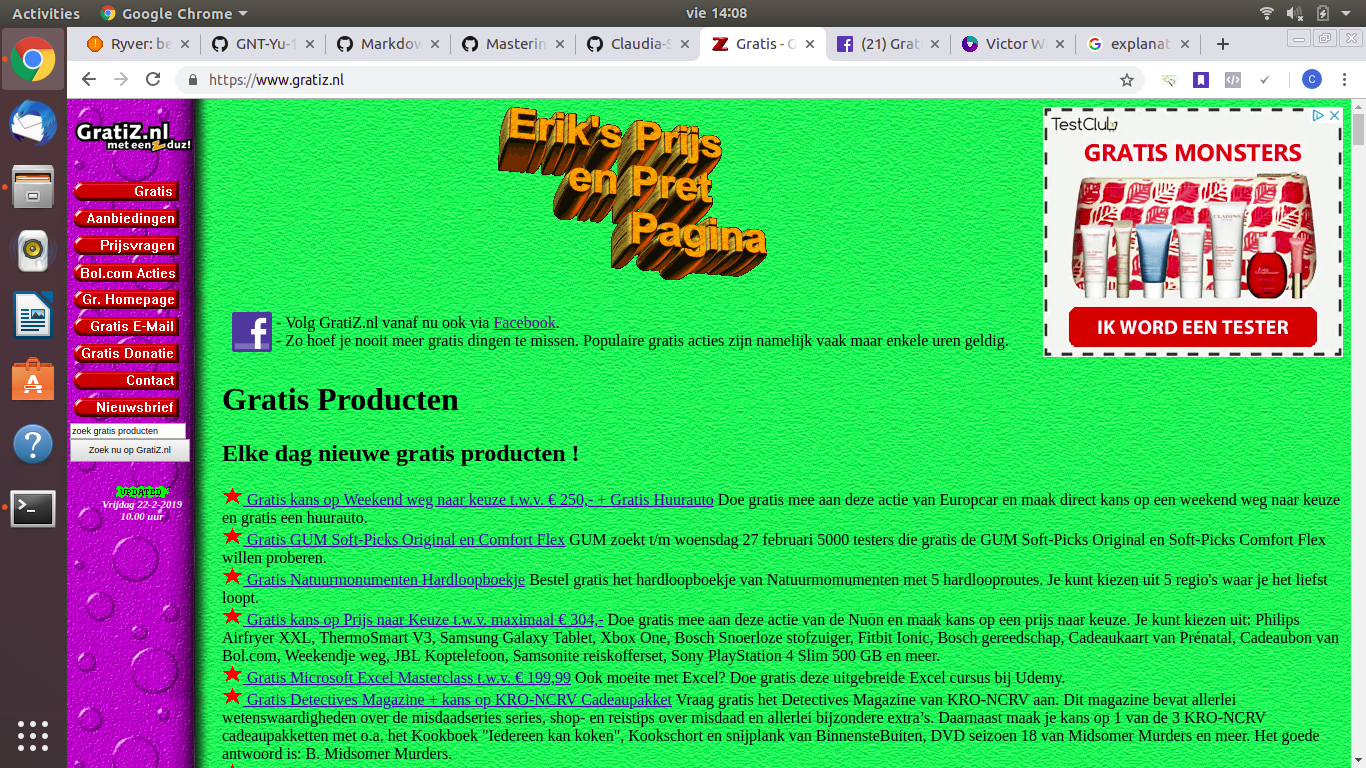 Activities
Google Chrome
vie 14:08
Ryver: be
GNT-Yu-1
Markdow
Masterin
Claudia-S
Gratis - G
(21) Grat
Victor W
explanat
https://www.gratiz.nl
C
GratiZ.nl
met een Z duz!
Gratis
Aanbiedingen
Prijsvragen
Bol.com Acties
Gr. Homepage
Gratis E-Mail
Gratis Donatie
Contact
Nieuwsbrief
zoek gratis producten
Zoek nu op GratiZ.nl
UPDATED
Vrijdag 22-2-2019
10.00 uur
Erik's Prijs
en Pret
Pagina
TestClub
GRATIS MONSTERS
CLARINS
IK WORD EEN TESTER
- Volg GratiZ.nl vanaf nu ook via Facebook.
- Zo hoef je nooit meer gratis dingen te missen. Populaire gratis acties zijn namelijk vaak maar enkele uren geldig.
Gratis Producten
Elke dag nieuwe gratis producten !
Gratis kans op Weekend weg naar keuze t.w.v. € 250,- + Gratis Huurauto Doe gratis mee aan deze actie van Europcar en maak direct kans op een weekend weg naar keuze
en gratis een huurauto.
Gratis GUM Soft-Picks Original en Comfort Flex GUM zoekt t/m woensdag 27 februari 5000 testers die gratis de GUM Soft-Picks Original en Soft-Picks Comfort Flex
willen proberen.
Gratis Natuurmonumenten Hardloopboekje Bestel gratis het hardloopboekje van Natuurmomumenten met 5 hardlooproutes. Je kunt kiezen uit 5 regio's waar je het liefst
loopt.
Gratis kans op Prijs naar Keuze t.w.v. maximaal € 304,- Doe gratis mee aan deze actie van de Nuon en maak kans op een prijs naar keuze. Je kunt kiezen uit: Philips
Airfryer XXL, ThermoSmart V3, Samsung Galaxy Tablet, Xbox One, Bosch Snoerloze stofzuiger, Fitbit Ionic, Bosch gereedschap, Cadeaukaart van Prénatal, Cadeaubon van
Bol.com, Weekendje weg, JBL Koptelefoon, Samsonite reiskofferset, Sony PlayStation 4 Slim 500 GB en meer.
Gratis Microsoft Excel Masterclass t.w.v. € 199,99 Ook moeite met Excel? Doe gratis deze uitgebreide Excel cursus bij Udemy.
Gratis Detectives Magazine + kans op KRO-NCRV Cadeaupakket Vraag gratis het Detectives Magazine van KRO-NCRV aan. Dit magazine bevat allerlei
wetenswaardigheden over de misdaadseries series, shop- en reistips over misdaad en allerlei bijzondere extra’s. Daarnaast maak je kans op 1 van de 3 KRO-NCRV
cadeaupakketten met o.a. het Kookboek "Iedereen kan koken", Kookschort en snijplank van BinnensteBuiten, DVD seizoen 18 van Midsomer Murders en meer. Het goede
antwoord is: B. Midsomer Murders.